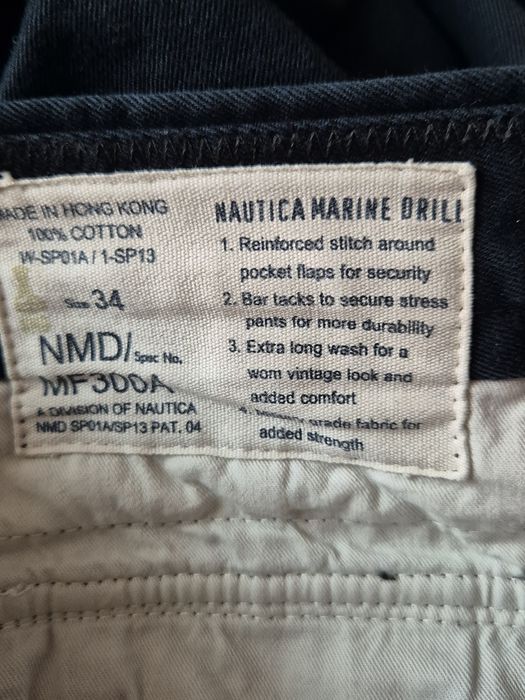 MADE IN HONG KONG
100% COTTON
W-SP01A / 1-SP13
Size 34
NMD/ Spec No.
MF300A
A DIVISION OF NAUTICA
NMD SP01A/SP13 PAT. 04
NAUTICA MARINE DRILL
1. Reinforced stitch around
pocket flaps for security
2. Bar tacks to secure stress
pants for more durability
3. Extra long wash for a
worn vintage look and
added comfort
4. Military grade fabric for
added strength